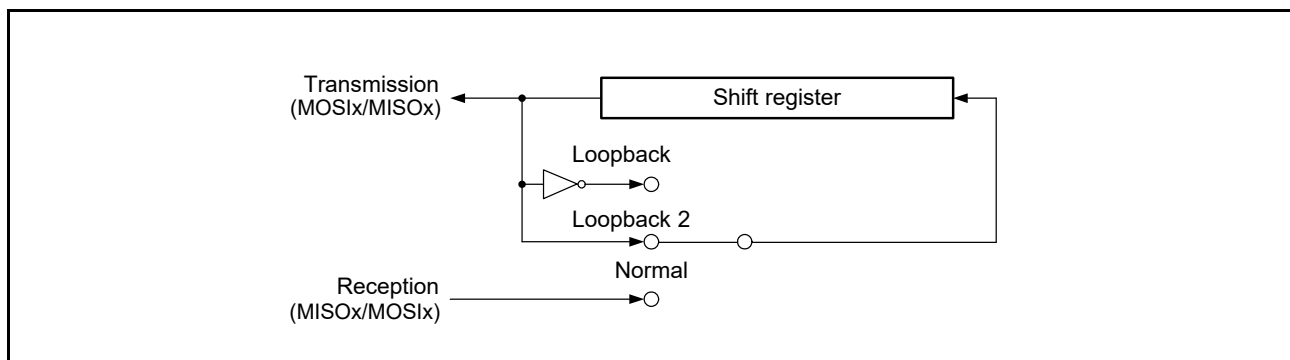 Transmission
(MOSIx/MISOx)
Shift register
Loopback
Loopback 2
Normal
Reception
(MISOx/MOSIx)